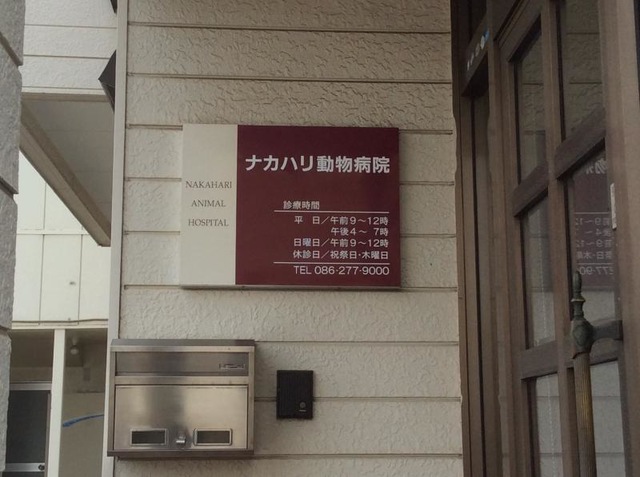 NAKAHARI
ANIMAL
HOSPITAL
ナカハリ動物病院
診療時間
平 日／午前9～12時
午後4～ 7時
日曜日／午前9～12時
休診日／祝祭日・木曜日
TEL 086-277-9000